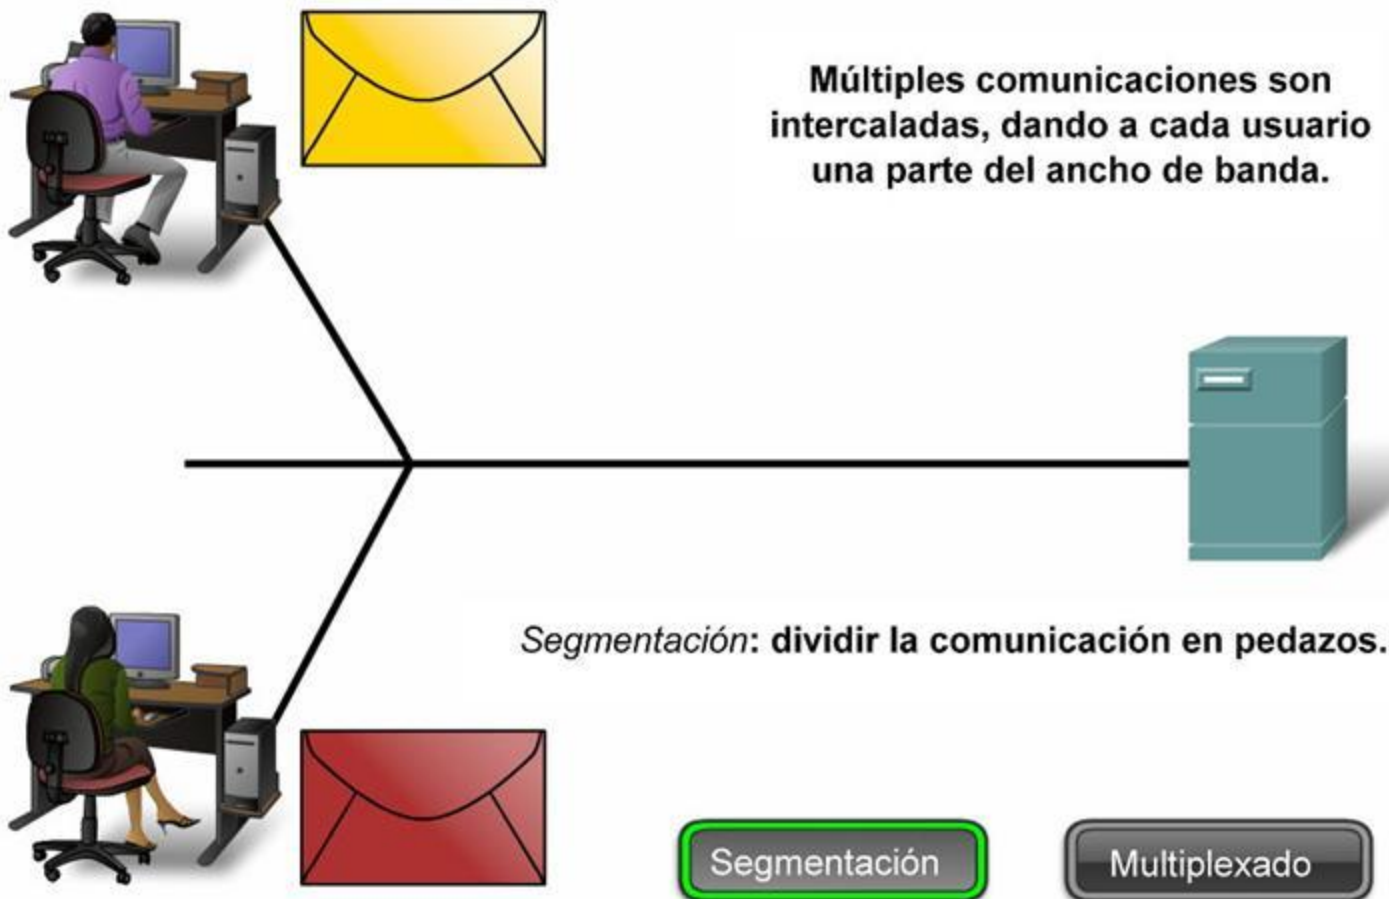 Múltiples comunicaciones son
intercaladas, dando a cada usuario
una parte del ancho de banda.
Segmentación: dividir la comunicación en pedazos.
Segmentación
Multiplexado